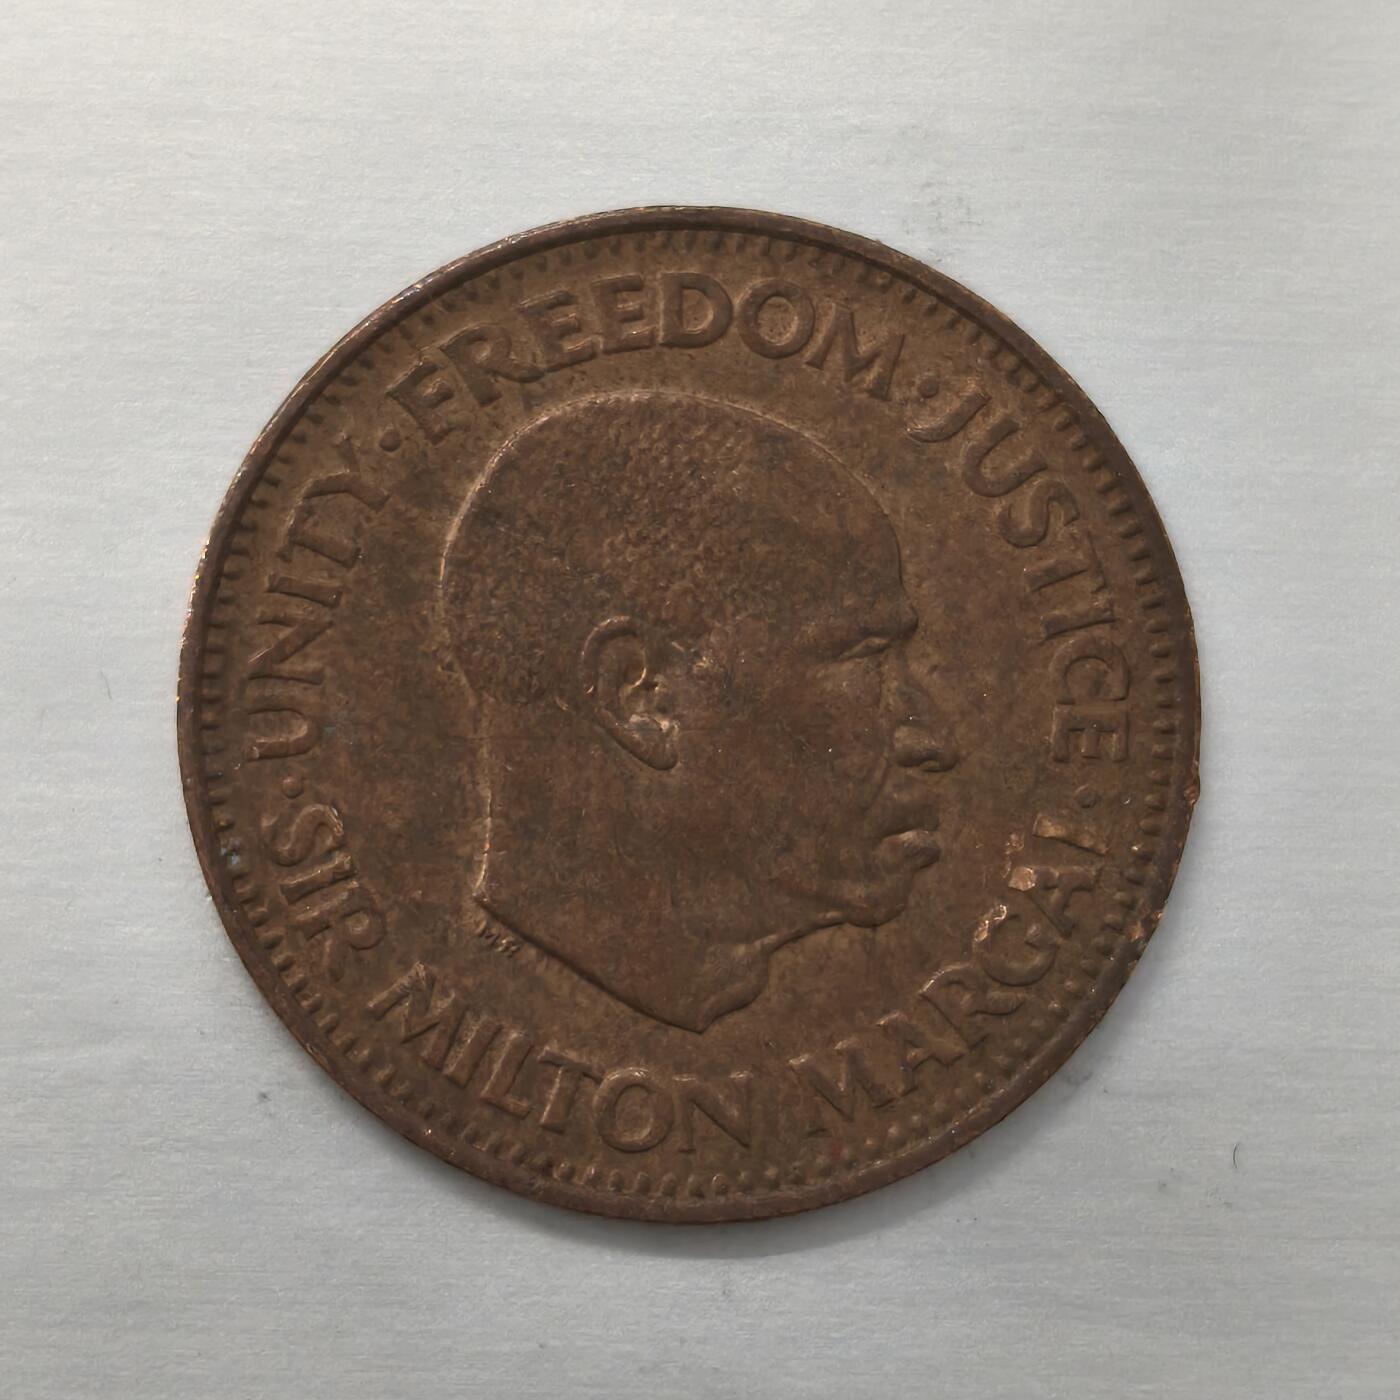 UNITY · FREEDOM · JUSTICE ·
SIR MILTON MARGAI ·